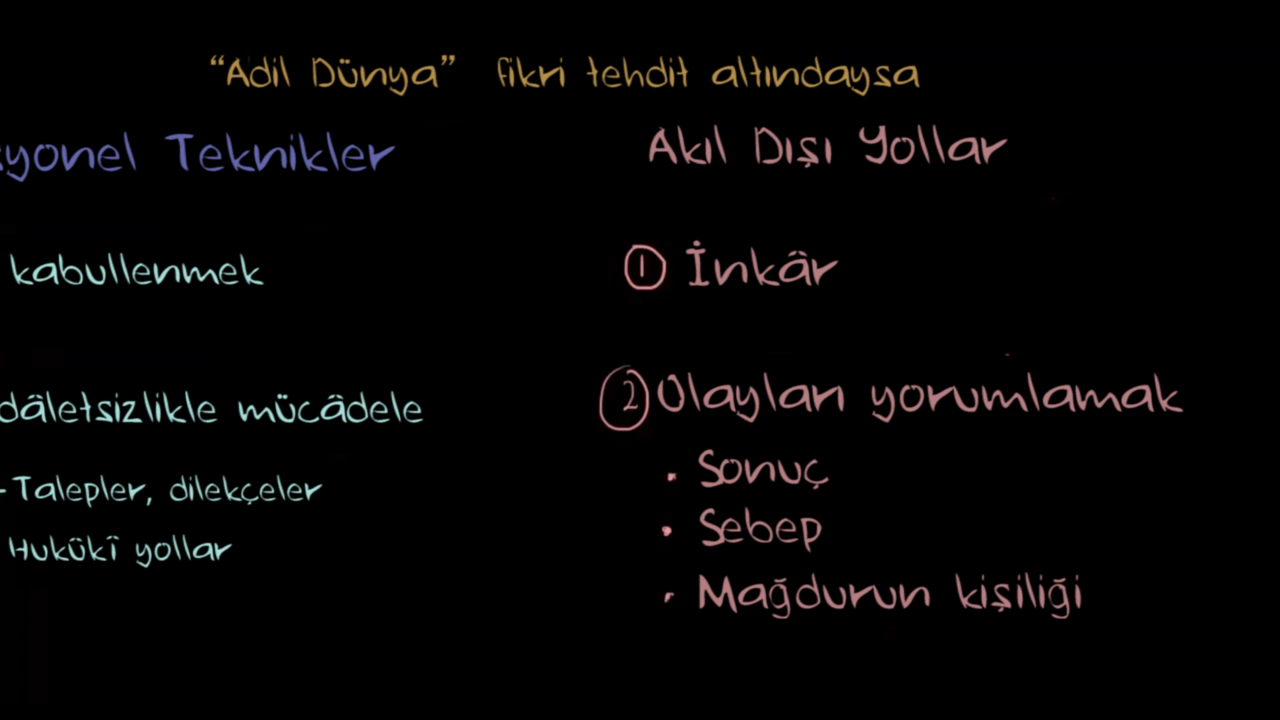 "Adil Dünya" fikri tehdit altındaysa
syonel Teknikler
Akıl Dışı Yollar
kabullenmek
① İnkâr
dâletsizlikle mücâdele
② Olayları yorumlamak
- Talepler, dilekçeler
• Sonuç
Hukûkî yollar
• Sebep
• Mağdurun kişiliği